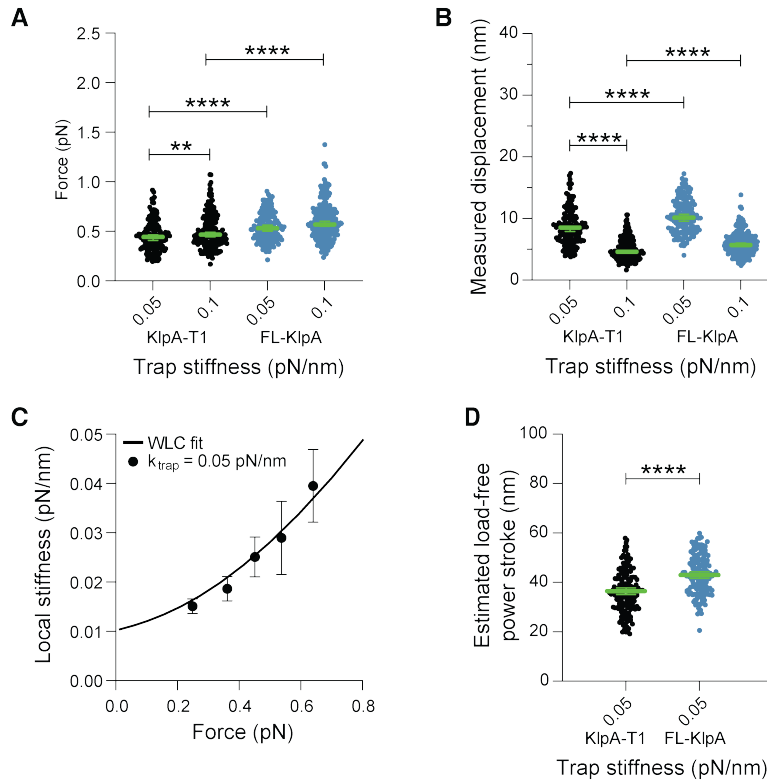 A
2.5
2.0
1.5
1.0
0.5
0.0
Force (pN)
****
****
**
0.05
0.1
0.05
0.1
KlpA-T1
FL-KlpA
Trap stiffness (pN/nm)
B
40
30
20
10
0
Measured displacement (nm)
****
****
****
0.05
0.1
0.05
0.1
KlpA-T1
FL-KlpA
Trap stiffness (pN/nm)
C
0.05
0.04
0.03
0.02
0.01
0.00
Local stiffness (pN/nm)
WLC fit
ktrap = 0.05 pN/nm
0.0
0.2
0.4
0.6
0.8
Force (pN)
D
100
80
60
40
20
0
Estimated load-free
power stroke (nm)
****
0.05
0.05
KlpA-T1
FL-KlpA
Trap stiffness (pN/nm)